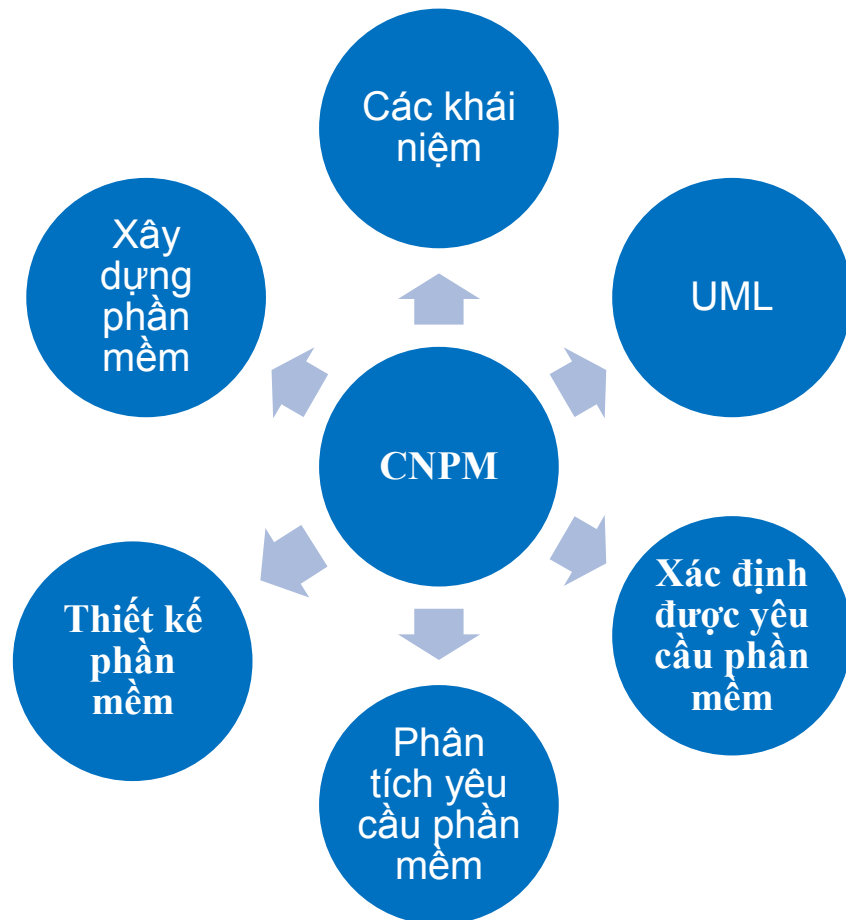 Các khái
niệm
UML
Xác định
được yêu
cầu phần
mềm
Phân
tích yêu
cầu phần
mềm
Thiết kế
phần
mềm
Xây
dựng
phần
mềm
CNPM